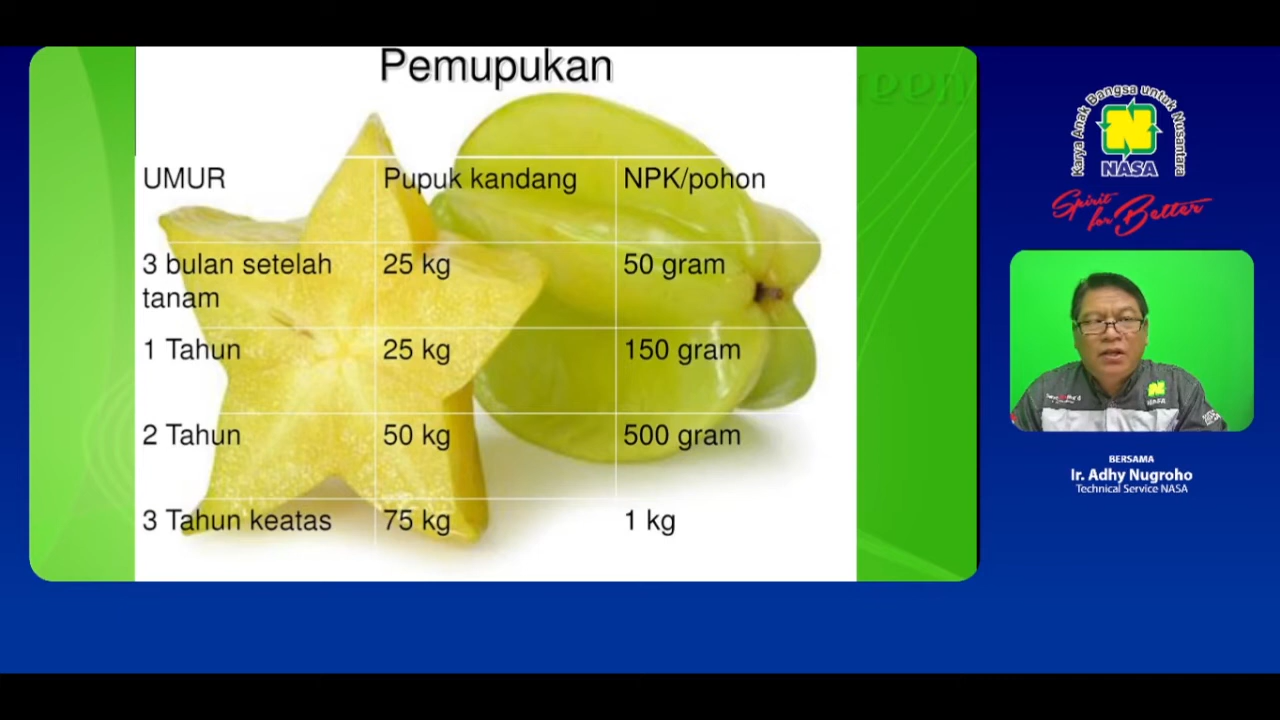 Pemupukan
UMUR Pupuk kandang NPK/pohon
3 bulan setelah tanam 25 kg 50 gram
1 Tahun 25 kg 150 gram
2 Tahun 50 kg 500 gram
3 Tahun keatas 75 kg 1 kg
Karya Anak Bangsa untuk Nusantara
N
NASA
Spirit for Better
BERSAMA
Ir. Adhy Nugroho
Technical Service NASA